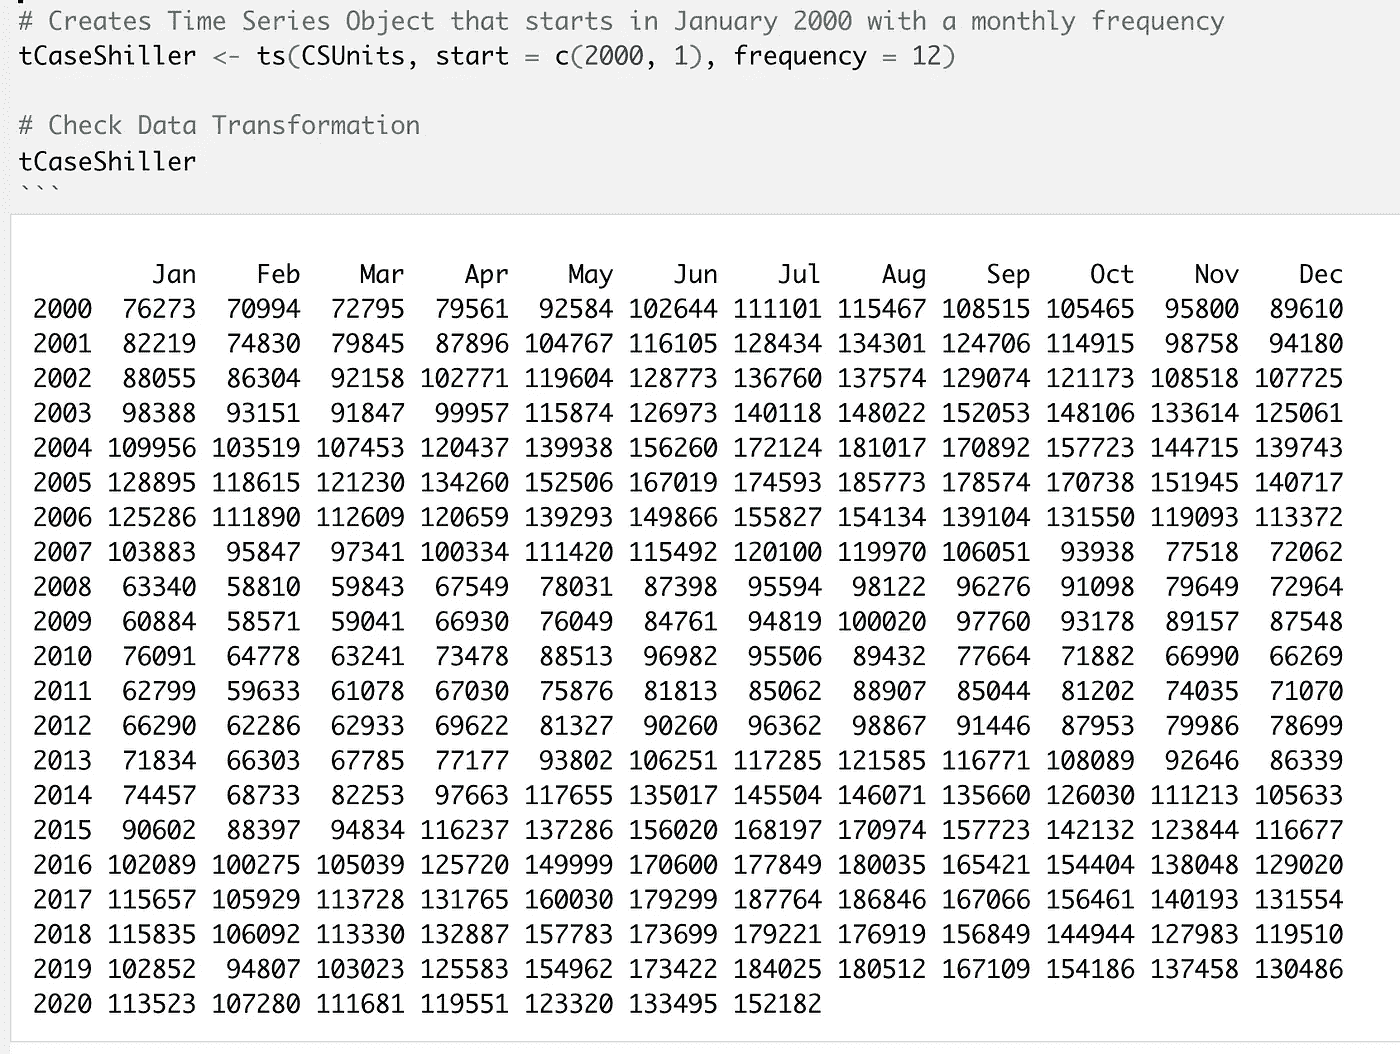 # Creates Time Series Object that starts in January 2000 with a monthly frequency
tCaseShiller <- ts(CSUnits, start = c(2000, 1), frequency = 12)
# Check Data Transformation
tCaseShiller
```
Jan Feb Mar Apr May Jun Jul Aug Sep Oct Nov Dec
2000 76273 70994 72795 79561 92584 102644 111101 115467 108515 105465 95800 89610
2001 82219 74830 79845 87896 104767 116105 128434 134301 124706 114915 98758 94180
2002 88055 86304 92158 102771 119604 128773 136760 137574 129074 121173 108518 107725
2003 98388 93151 91847 99957 115874 126973 140118 148022 152053 148106 133614 125061
2004 109956 103519 107453 120437 139938 156260 172124 181017 170892 157723 144715 139743
2005 128895 118615 121230 134260 152506 167019 174593 185773 178574 170738 151945 140717
2006 125286 111890 112609 120659 139293 149866 155827 154134 139104 131550 119093 113372
2007 103883 95847 97341 100334 111420 115492 120100 119970 106051 93938 77518 72062
2008 63340 58810 59843 67549 78031 87398 95594 98122 96276 91098 79649 72964
2009 60884 58571 59041 66930 76049 84761 94819 100020 97760 93178 89157 87548
2010 76091 64778 63241 73478 88513 96982 95506 89432 77664 71882 66990 66269
2011 62799 59633 61078 67030 75876 81813 85062 88907 85044 81202 74035 71070
2012 66290 62286 62933 69622 81327 90260 96362 98867 91446 87953 79986 78699
2013 71834 66303 67785 77177 93802 106251 117285 121585 116771 108089 92646 86339
2014 74457 68733 82253 97663 117655 135017 145504 146071 135660 126030 111213 105633
2015 90602 88397 94834 116237 137286 156020 168197 170974 157723 142132 123844 116677
2016 102089 100275 105039 125720 149999 170600 177849 180035 165421 154404 138048 129020
2017 115657 105929 113728 131765 160030 179299 187764 186846 167066 156461 140193 131554
2018 115835 106092 113330 132887 157783 173699 179221 176919 156849 144944 127983 119510
2019 102852 94807 103023 125583 154962 173422 184025 180512 167109 154186 137458 130486
2020 113523 107280 111681 119551 123320 133495 152182